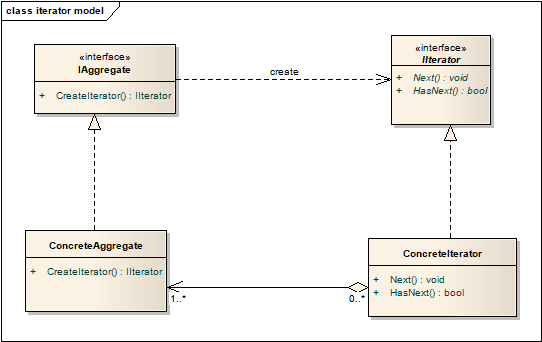 class iterator model
«interface»
IAggregate
+ CreateIterator() : IIterator
create
«interface»
IIterator
+ Next() : void
+ HasNext() : bool
ConcreteAggregate
+ CreateIterator() : IIterator
1..*
0..*
ConcreteIterator
+ Next() : void
+ HasNext() : bool